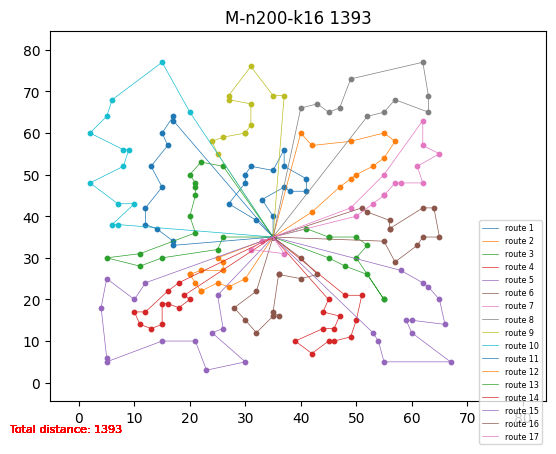 M-n200-k16 1393
80
70
60
50
40
30
20
10
0
route 1
route 2
route 3
route 4
route 5
route 6
route 7
route 8
route 9
route 10
route 11
route 12
route 13
route 14
route 15
route 16
route 17
0 10 20 30 40 50 60 70 80
Total distance: 1393